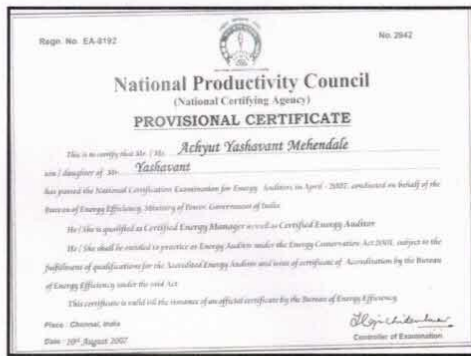 Regn. No. EA-8192
No. 2942
National Productivity Council
(National Certifying Agency)
PROVISIONAL CERTIFICATE
This is to certify that Mr. / Ms. Achyut Yashavant Mehendale
son / daughter of Mr. Yashavant
has passed the National Certification Examination for Energy Auditors in April - 2007, conducted on behalf of the
Bureau of Energy Efficiency, Ministry of Power, Government of India.
He / She is qualified as Certified Energy Manager as well as Certified Energy Auditor
He / She shall be entitled to practice as Energy Auditor under the Energy Conservation Act 2001, subject to the
fulfillment of qualifications for the Accredited Energy Auditor and issue of certificate of Accreditation by the Bureau
of Energy Efficiency under the said Act
This certificate is valid till the issuance of an official certificate by the Bureau of Energy Efficiency
Place : Chennai, India
Date : 10th August 2007
Controller of Examination